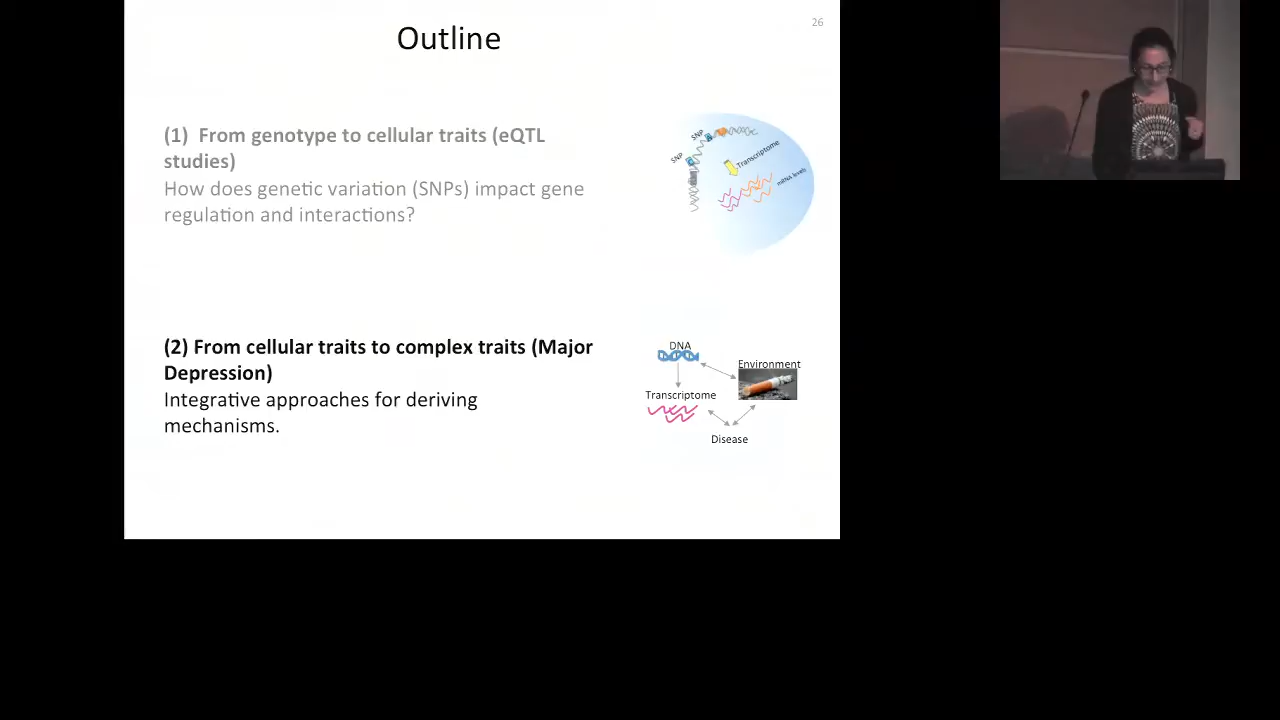 Outline
26
(1) From genotype to cellular traits (eQTL
studies)
How does genetic variation (SNPs) impact gene
regulation and interactions?
SNP
SNP
Transcriptome
mRNA levels
(2) From cellular traits to complex traits (Major
Depression)
Integrative approaches for deriving
mechanisms.
DNA
Environment
Transcriptome
Disease